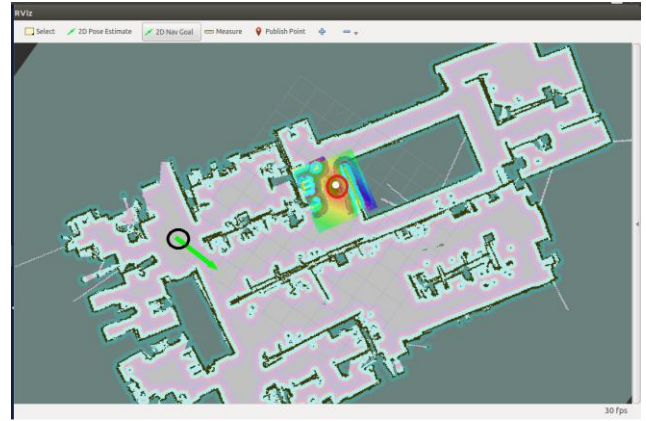 RViz
Select 2D Pose Estimate 2D Nav Goal Measure Publish Point
30 fps